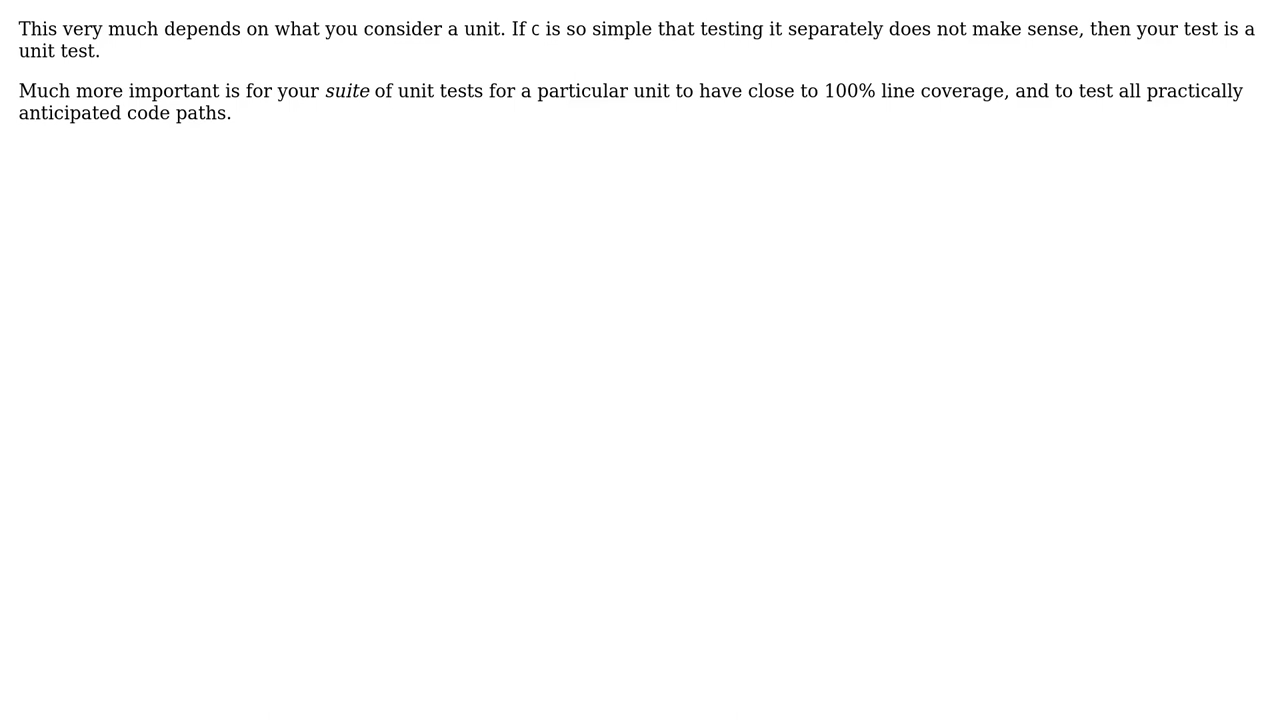 This very much depends on what you consider a unit. If c is so simple that testing it separately does not make sense, then your test is a
unit test.
Much more important is for your suite of unit tests for a particular unit to have close to 100% line coverage, and to test all practically
anticipated code paths.